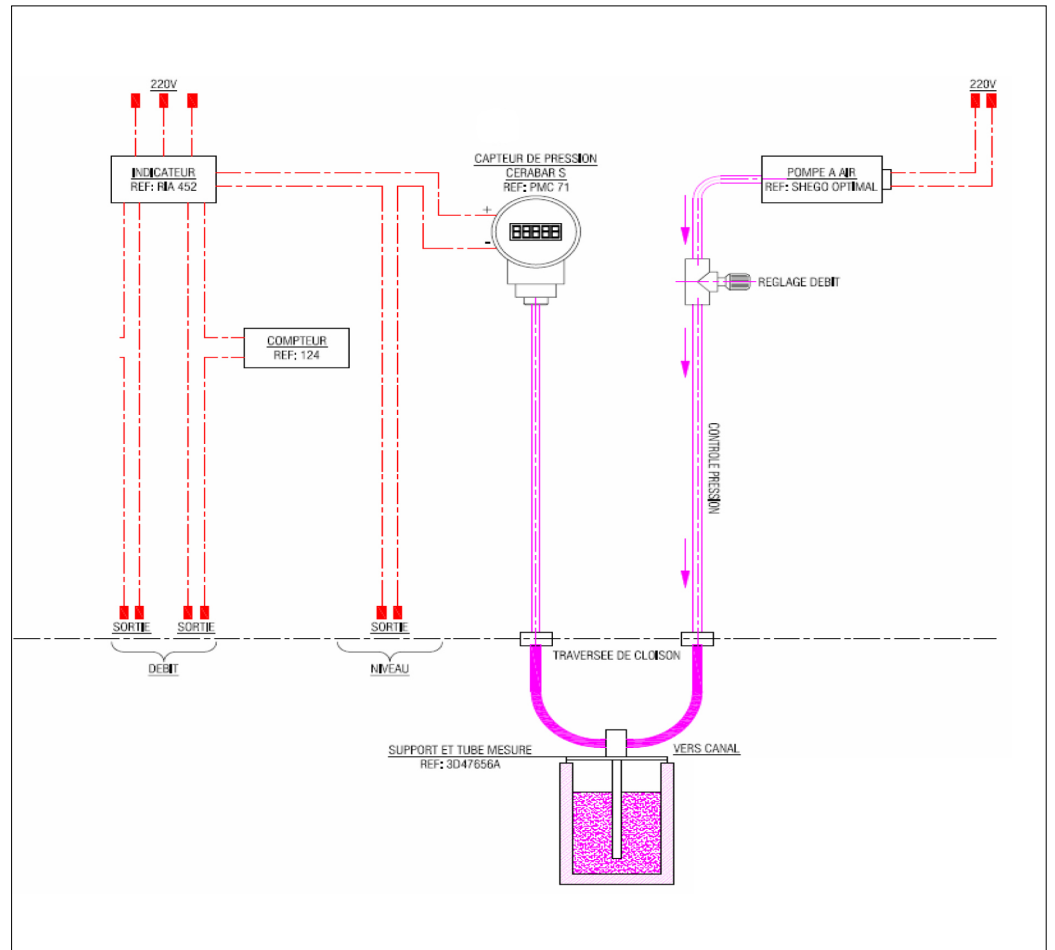 220V
220V
INDICATEUR
REF: RIA 452
CAPTEUR DE PRESSION
CERABAR S
REF: PMC 71
POMPE A AIR
REF: SHEGO OPTIMAL
+
-
88888
REGLAGE DEBIT
COMPTEUR
REF: 124
CONTROLE PRESSION
SORTIE
SORTIE
SORTIE
DEBIT
NIVEAU
TRAVERSEE DE CLOISON
SUPPORT ET TUBE MESURE
REF: 3D47656A
VERS CANAL